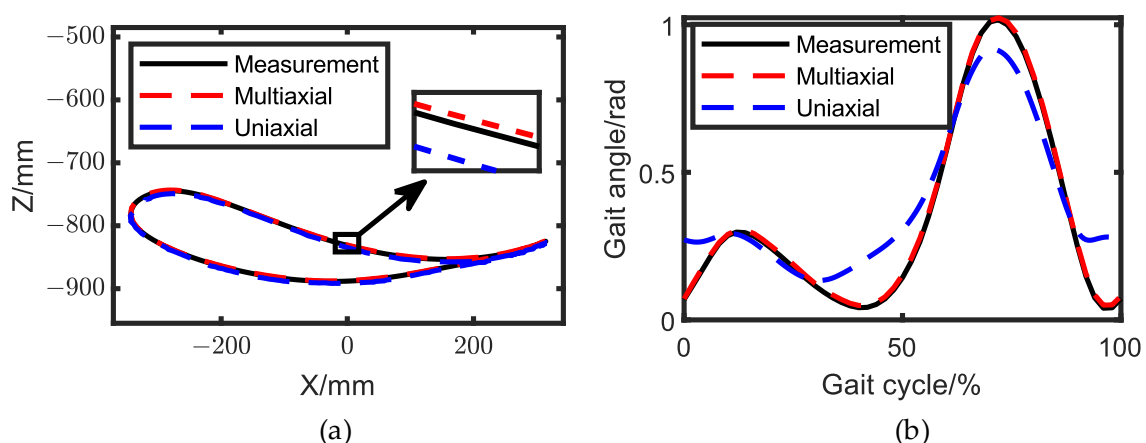 Z/mm
−500
−600
−700
−800
−900
Measurement
Multiaxial
Uniaxial
−200
0
200
X/mm
(a)
Gait angle/rad
1
0.5
0
Measurement
Multiaxial
Uniaxial
0
50
100
Gait cycle/%
(b)